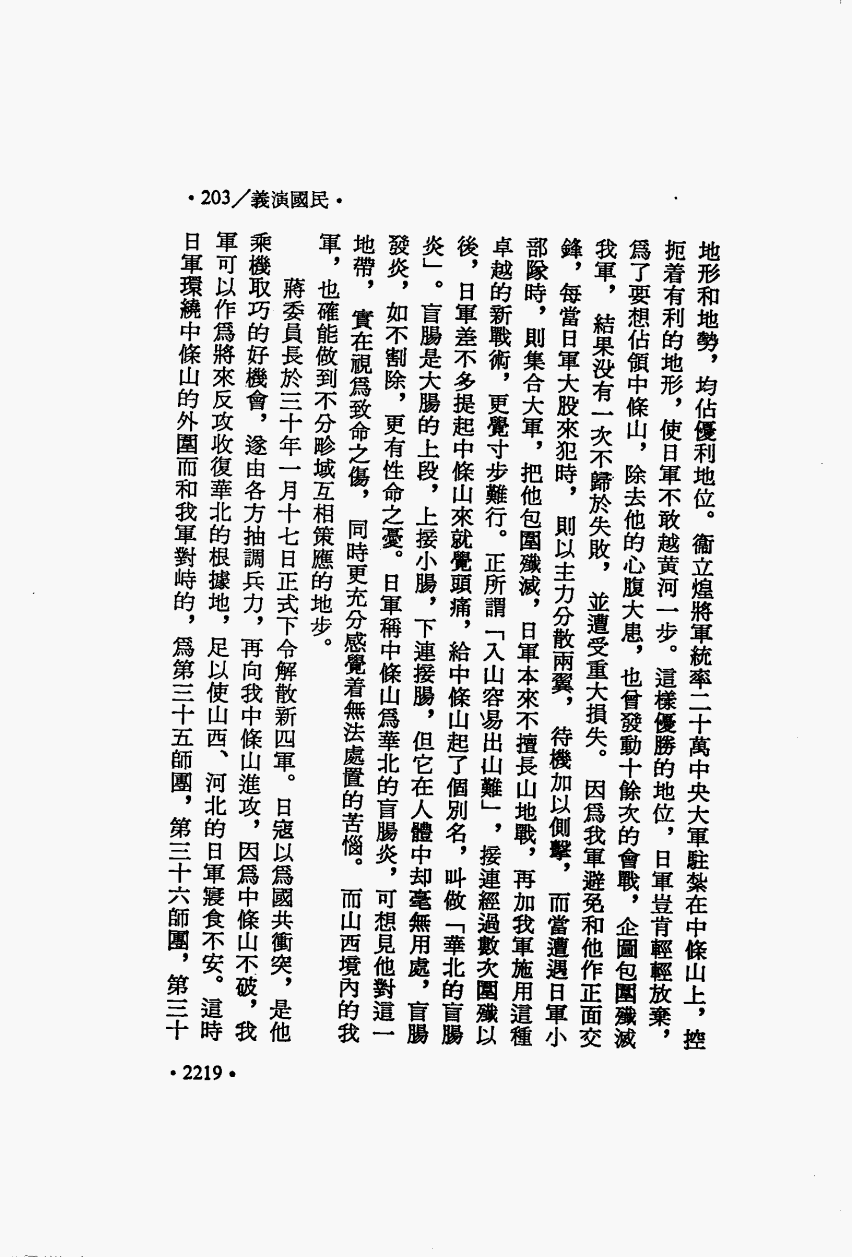 ·203／義演國民·
地形和地勢，均佔優利地位。衞立煌將軍統率二十萬中央大軍駐紮在中條山上，控
扼着有利的地形，使日軍不敢越黃河一步。這樣優勝的地位，日軍豈肯輕輕放棄，
爲了要想佔領中條山，除去他的心腹大患，也曾發動十餘次的會戰，企圖包圍殲滅
我軍，結果没有一次不歸於失敗，並遭受重大損失。因爲我軍避免和他作正面交
鋒，每當日軍大股來犯時，則以主力分散兩翼，待機加以側擊，而當遭遇日軍小
部隊時，則集合大軍，把他包圍殲滅，日軍本來不擅長山地戰，再加我軍施用這種
卓越的新戰術，更覺寸步難行。正所謂「入山容易出山難」，接連經過數次圍殲以
後，日軍差不多提起中條山來就覺頭痛，給中條山起了個別名，叫做「華北的盲腸
炎」。盲腸是大腸的上段，上接小腸，下連接腸，但它在人體中却毫無用處，盲腸
發炎，如不割除，更有性命之憂。日軍稱中條山爲華北的盲腸炎，可想見他對這一
地帶，實在視爲致命之傷，同時更充分感覺着無法處置的苦惱。而山西境內的我
軍，也確能做到不分畛域互相策應的地步。
蔣委員長於三十年一月十七日正式下令解散新四軍。日寇以爲國共衝突，是他
乘機取巧的好機會，遂由各方抽調兵力，再向我中條山進攻，因爲中條山不破，我
軍可以作爲將來反攻收復華北的根據地，足以使山西、河北的日軍寢食不安。這時
日軍環繞中條山的外圍而和我軍對峙的，爲第三十五師團，第三十六師團，第三十
·2219·